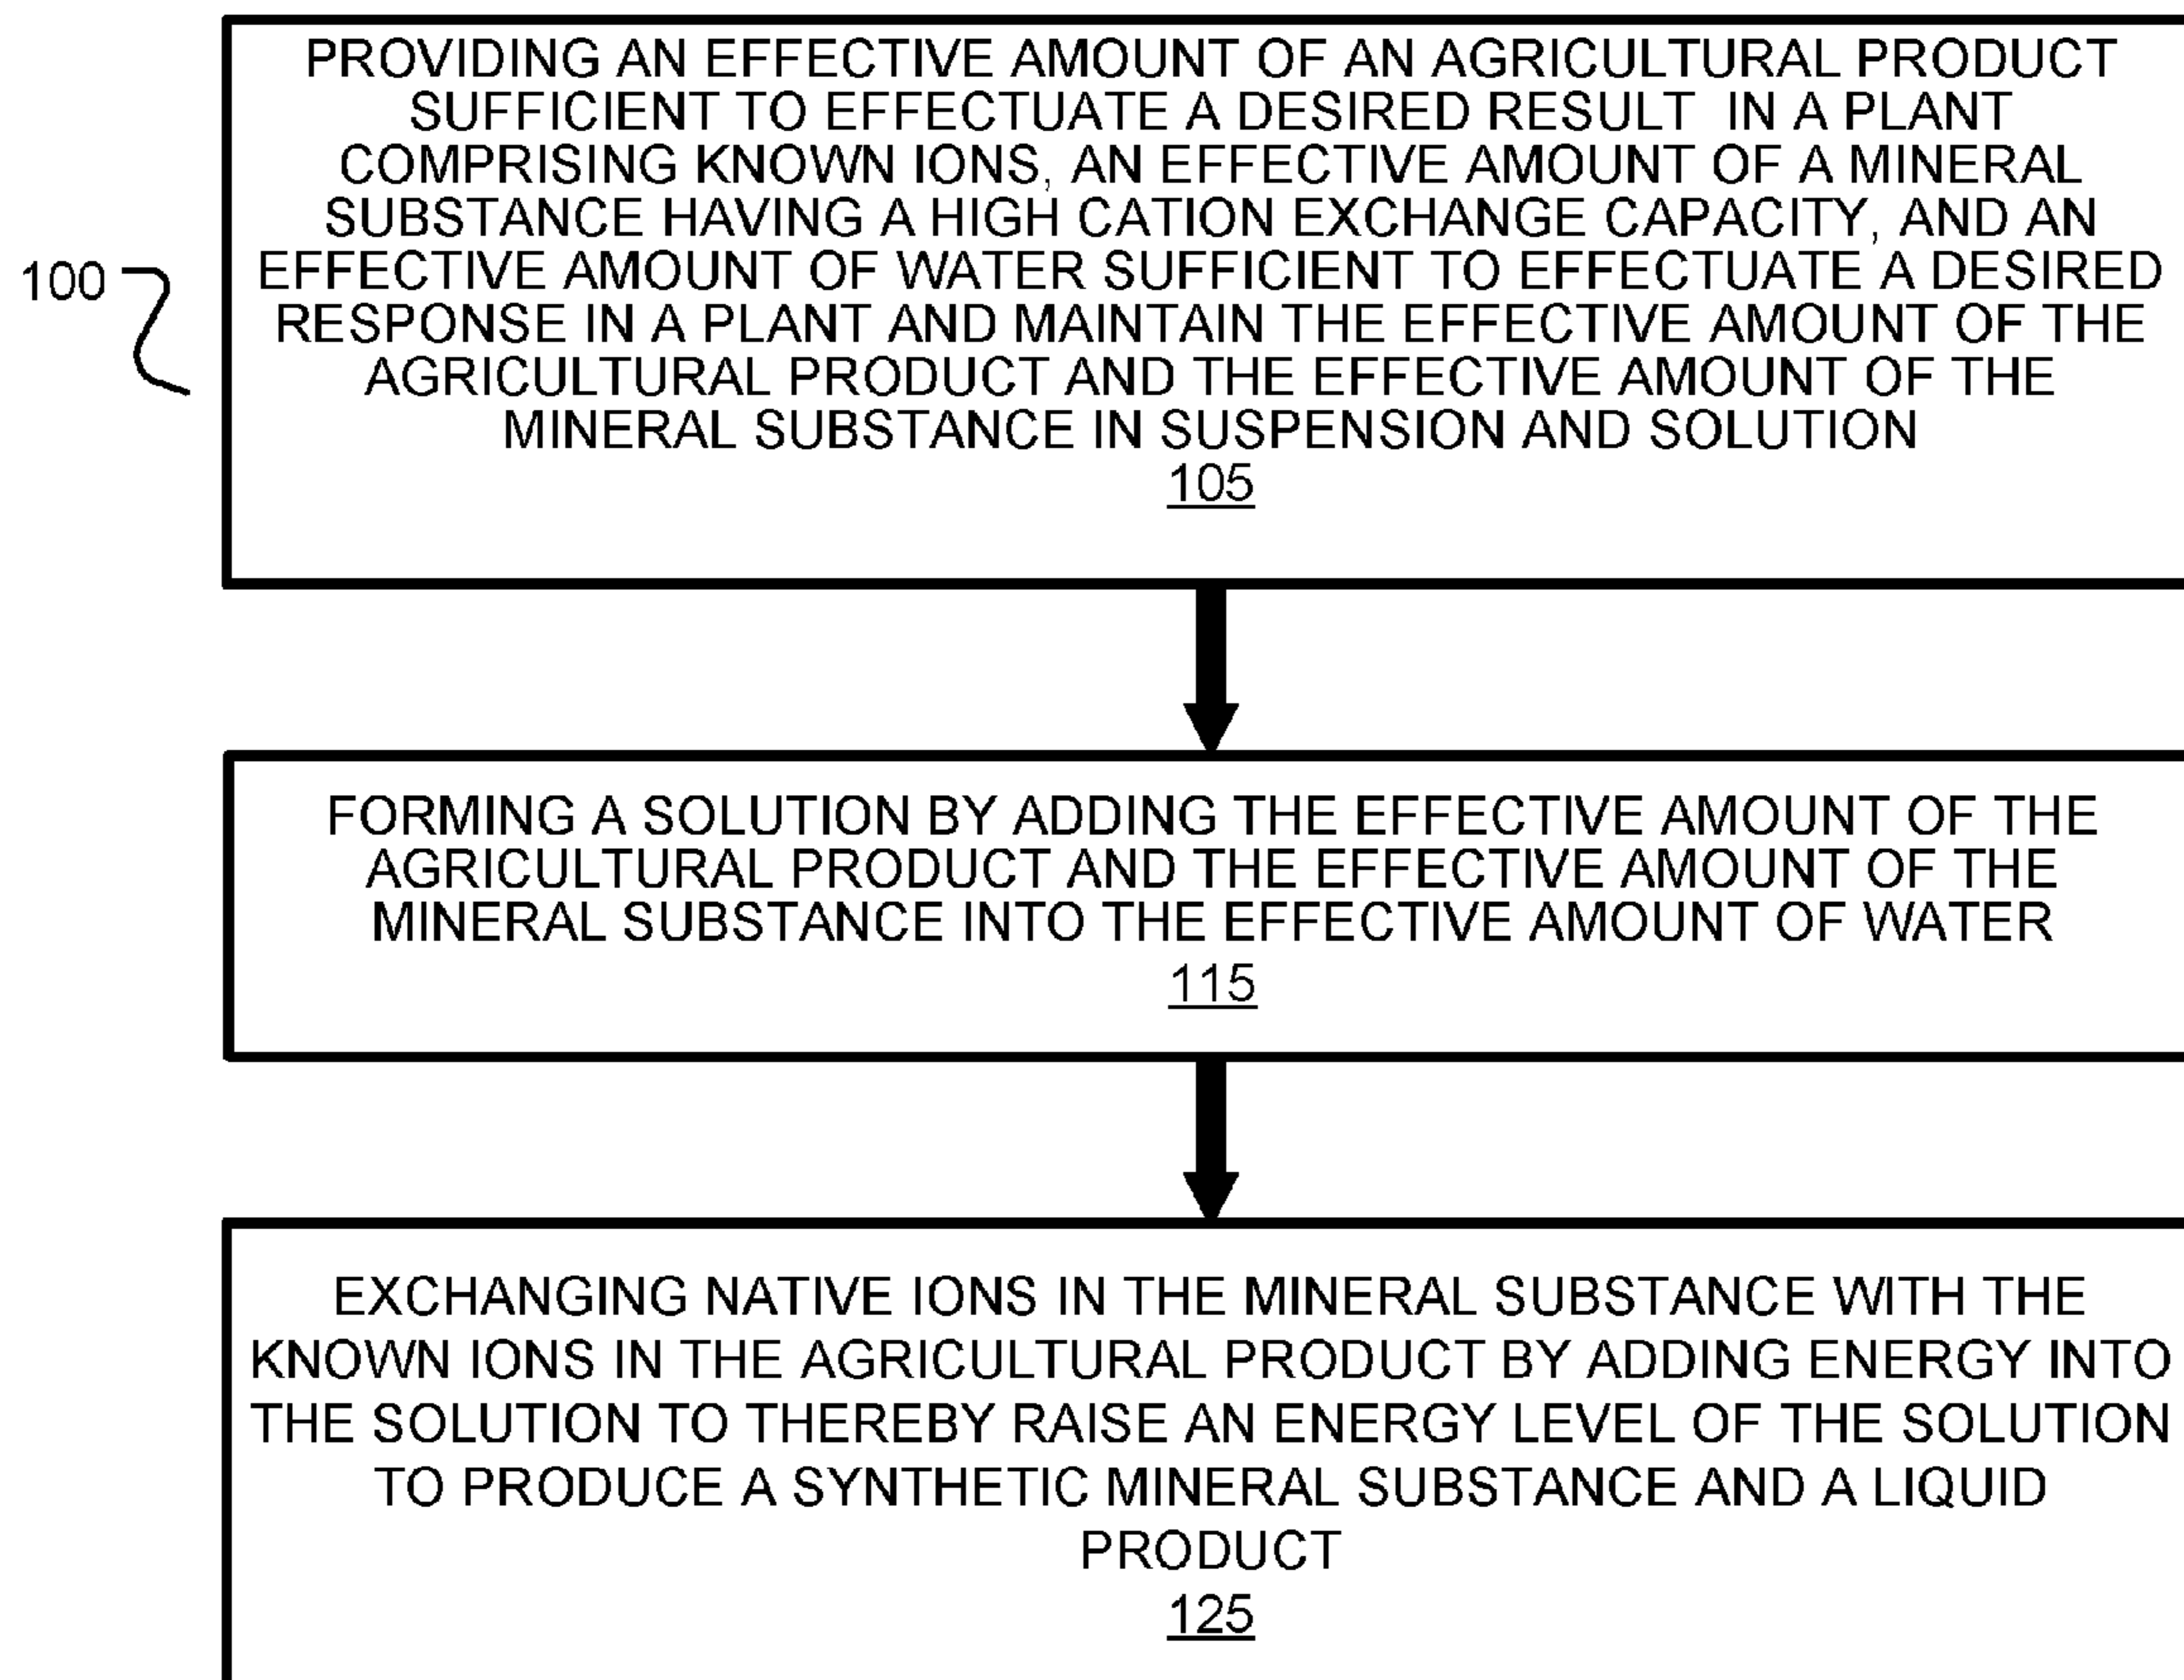 PROVIDING AN EFFECTIVE AMOUNT OF AN AGRICULTURAL PRODUCT
SUFFICIENT TO EFFECTUATE A DESIRED RESULT IN A PLANT
COMPRISING KNOWN IONS, AN EFFECTIVE AMOUNT OF A MINERAL
SUBSTANCE HAVING A HIGH CATION EXCHANGE CAPACITY, AND AN
EFFECTIVE AMOUNT OF WATER SUFFICIENT TO EFFECTUATE A DESIRED
RESPONSE IN A PLANT AND MAINTAIN THE EFFECTIVE AMOUNT OF THE
AGRICULTURAL PRODUCT AND THE EFFECTIVE AMOUNT OF THE
MINERAL SUBSTANCE IN SUSPENSION AND SOLUTION
105
100
FORMING A SOLUTION BY ADDING THE EFFECTIVE AMOUNT OF THE
AGRICULTURAL PRODUCT AND THE EFFECTIVE AMOUNT OF THE
MINERAL SUBSTANCE INTO THE EFFECTIVE AMOUNT OF WATER
115
EXCHANGING NATIVE IONS IN THE MINERAL SUBSTANCE WITH THE
KNOWN IONS IN THE AGRICULTURAL PRODUCT BY ADDING ENERGY INTO
THE SOLUTION TO THEREBY RAISE AN ENERGY LEVEL OF THE SOLUTION
TO PRODUCE A SYNTHETIC MINERAL SUBSTANCE AND A LIQUID
PRODUCT
125